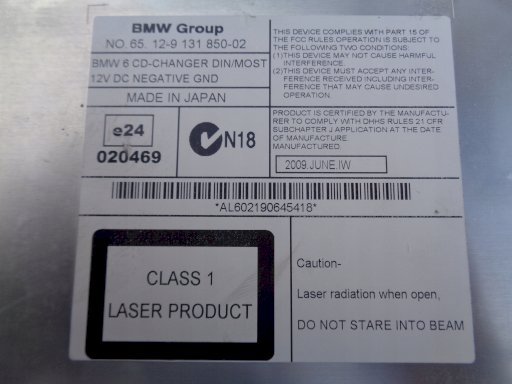 BMW Group
NO. 65. 12-9 131 850-02
BMW 6 CD-CHANGER DIN/MOST
12V DC NEGATIVE GND
MADE IN JAPAN
THIS DEVICE COMPLIES WITH PART 15 OF
THE FCC RULES.OPERATION IS SUBJECT TO
THE FOLLOWING TWO CONDITIONS:
(1)THIS DEVICE MAY NOT CAUSE HARMFUL
INTERFERENCE.
(2)THIS DEVICE MUST ACCEPT ANY INTER-
FERENCE RECEIVED INCLUDING INTER-
FERENCE THAT MAY CAUSE UNDESIRED
OPERATION.
e24
020469
N18
PRODUCT IS CERTIFIED BY THE MANUFACTU-
RER TO COMPLY WITH DHHS RULES 21 CFR
SUBCHAPTER J APPLICATION AT THE DATE
OF MANUFACTURE
MANUFACTURED.
2009.JUNE.IW
*AL602190645418*
CLASS 1
LASER PRODUCT
Caution-
Laser radiation when open,
DO NOT STARE INTO BEAM